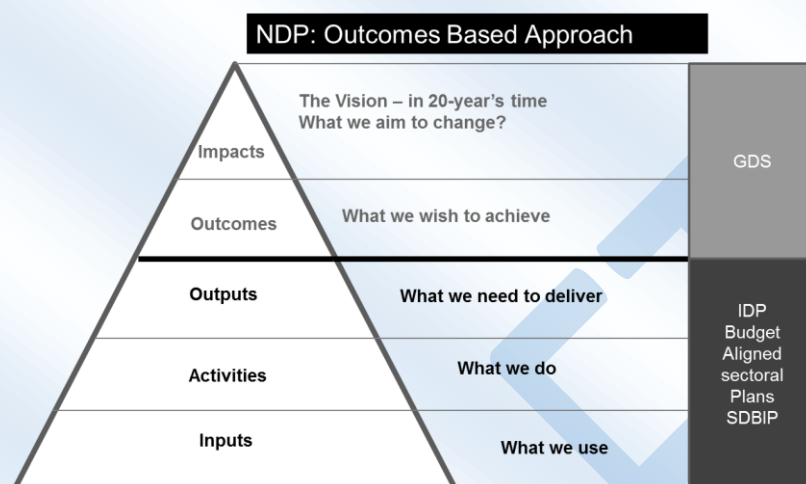 NDP: Outcomes Based Approach
The Vision – in 20-year’s time
What we aim to change?
Impacts
GDS
Outcomes
What we wish to achieve
Outputs
What we need to deliver
IDP
Budget
Aligned
sectoral
Plans
SDBIP
Activities
What we do
Inputs
What we use